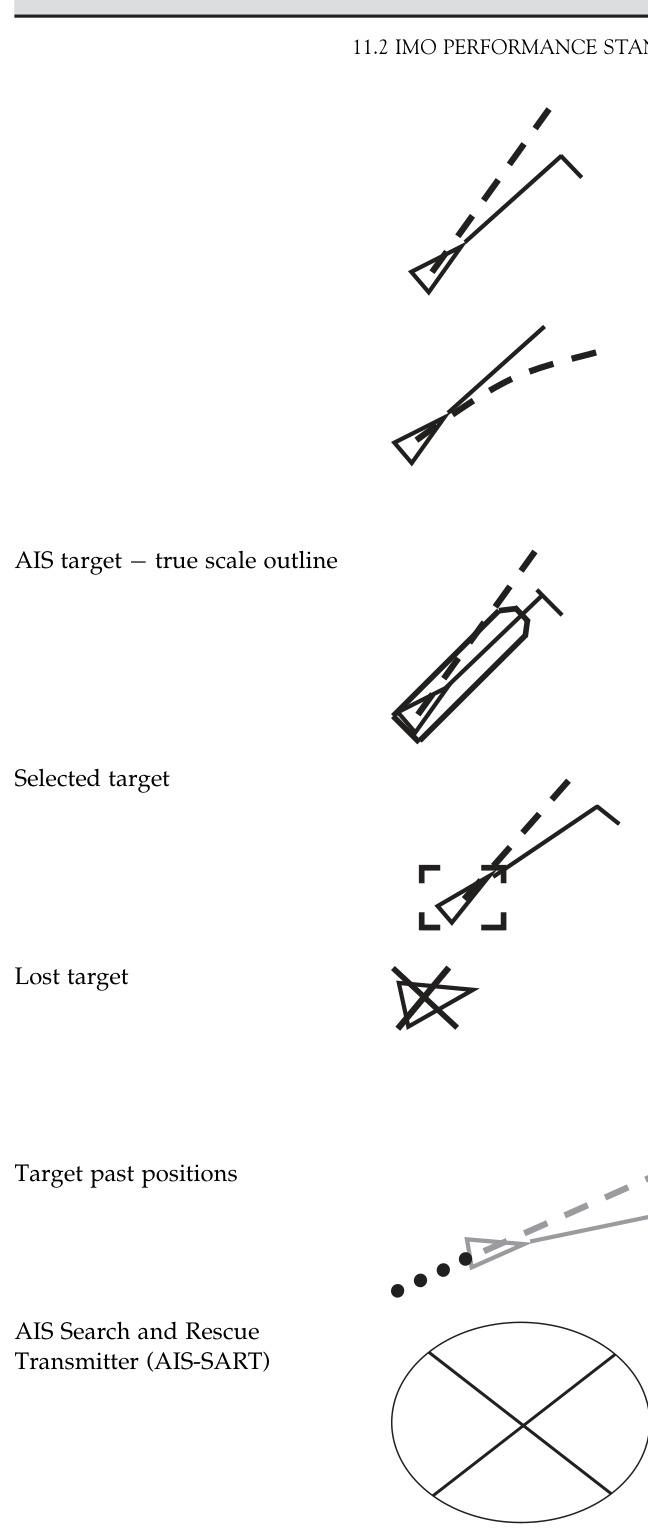 11.2 IMO PERFORMANCE
AIS target – true scale outline
Selected target
Lost target
Target past positions
AIS Search and Rescue
Transmitter (AIS-SART)